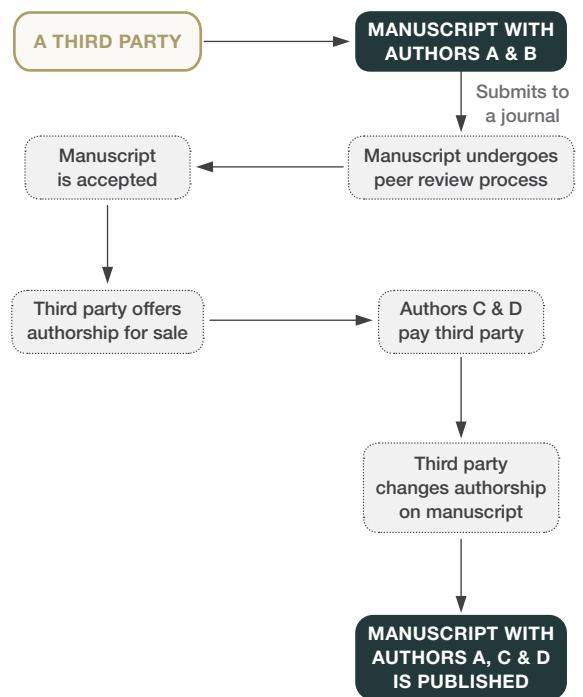 A THIRD PARTY
MANUSCRIPT WITH
AUTHORS A & B
Submits to
a journal
Manuscript undergoes
peer review process
Manuscript
is accepted
Third party offers
authorship for sale
Authors C & D
pay third party
Third party
changes authorship
on manuscript
MANUSCRIPT WITH
AUTHORS A, C & D
IS PUBLISHED